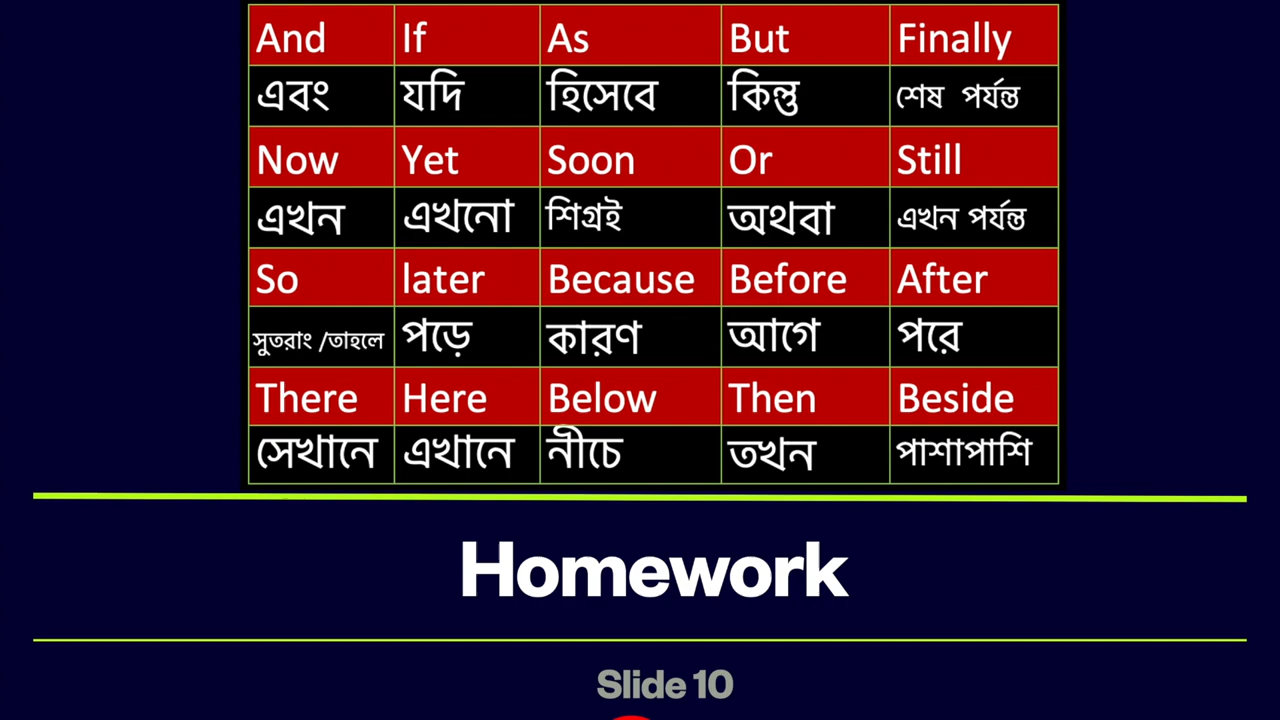 And If As But Finally
এবং যদি হিসেবে কিন্তু শেষ পর্যন্ত
Now Yet Soon Or Still
এখন এখনো শিগ্রই অথবা এখন পর্যন্ত
So later Because Before After
সুতরাং /তাহলে পড়ে কারণ আগে পরে
There Here Below Then Beside
সেখানে এখানে নীচে তখন পাশাপাশি
Homework
Slide 10